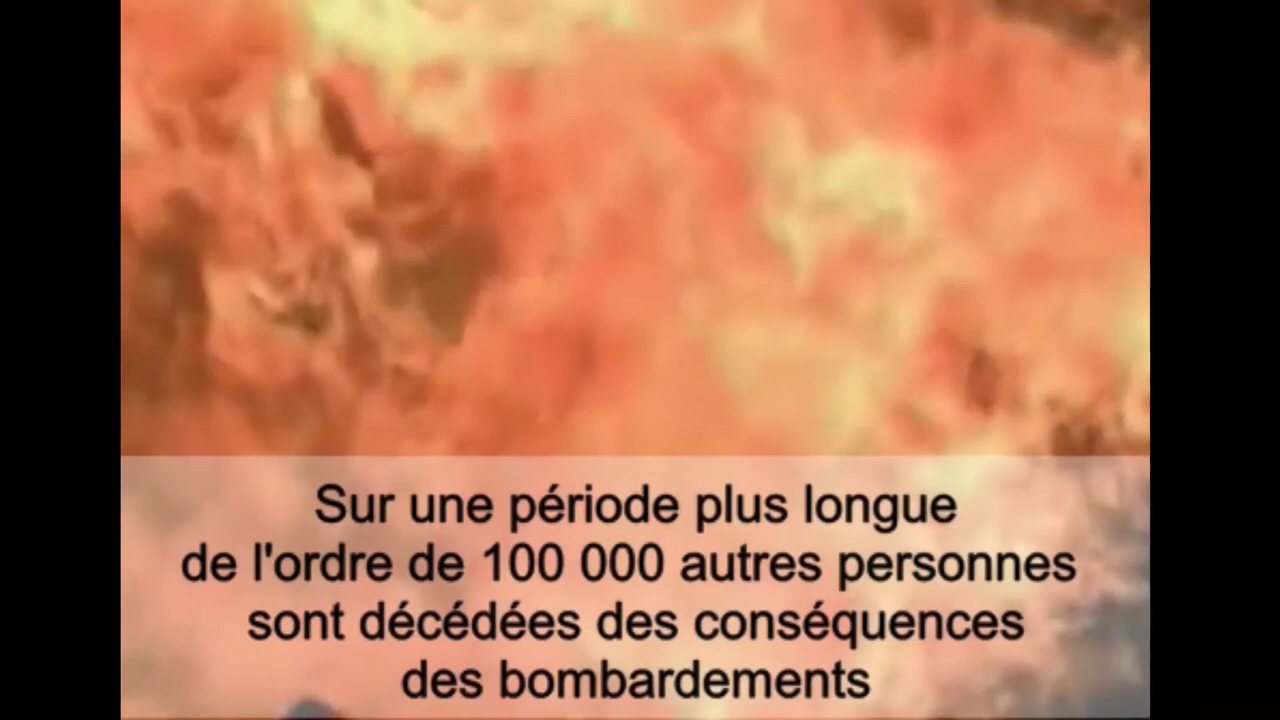 Sur une période plus longue
de l'ordre de 100 000 autres personnes
sont décédées des conséquences
des bombardements